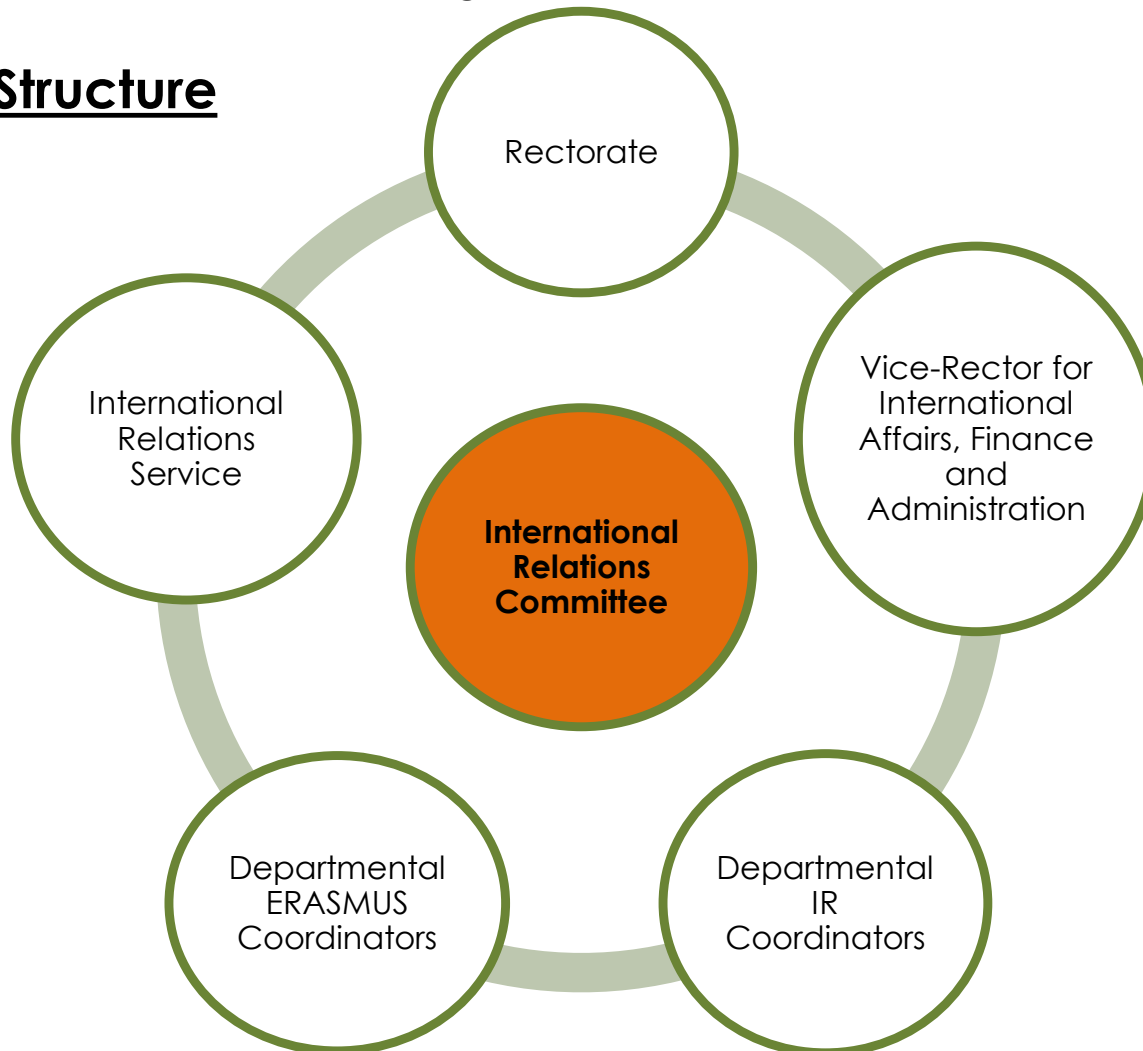 Structure
Rectorate
Vice-Rector for
International
Affairs, Finance
and
Administration
International
Relations
Service
International
Relations
Committee
Departmental
ERASMUS
Coordinators
Departmental
IR
Coordinators